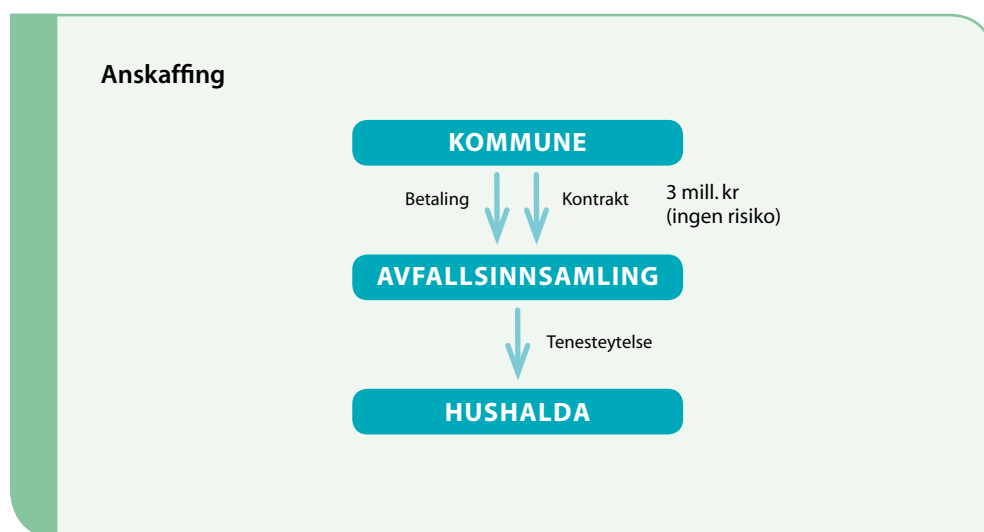 Anskaffing
KOMMUNE
Betaling
Kontrakt
3 mill. kr
(ingen risiko)
AVFALLSINNSAMLING
Tenesteytelse
HUSHALDA